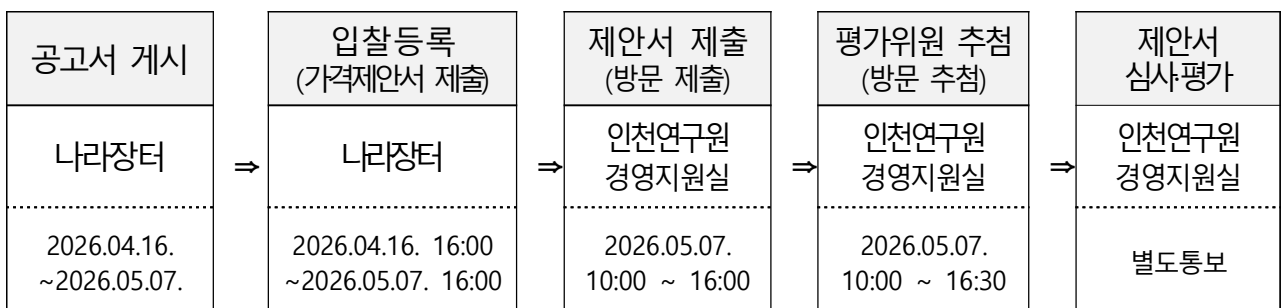 공고서 게시
나라장터
2026.04.16.
~2026.05.07.
⇒
입찰등록
(가격제안서 제출)
나라장터
2026.04.16. 16:00
~2026.05.07. 16:00
⇒
제안서 제출
(방문 제출)
인천연구원
경영지원실
2026.05.07.
10:00 ~ 16:00
⇒
평가위원 추첨
(방문 추첨)
인천연구원
경영지원실
2026.05.07.
10:00 ~ 16:30
⇒
제안서
심사·평가
인천연구원
경영지원실
별도통보